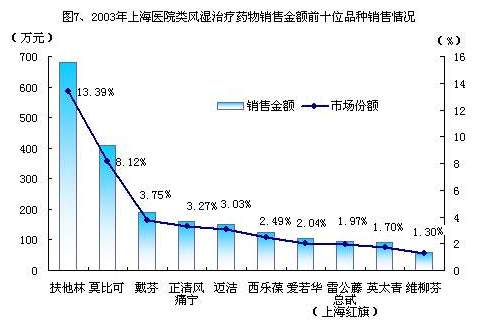 图7、2003年上海医院类风湿治疗药物销售金额前十位品种销售情况
（万元）
（%）
700
600
500
400
300
200
100
0
16
14
12
10
8
6
4
2
0
销售金额
市场份额
13.39%
8.12%
3.75%
3.27%
3.03%
2.49%
2.04%
1.97%
1.70%
1.30%
扶他林
莫比可
戴芬
正清风
痛宁
迈洁
西乐葆
爱若华
雷公藤
总甙
（上海红旗）
英太青
维柳芬